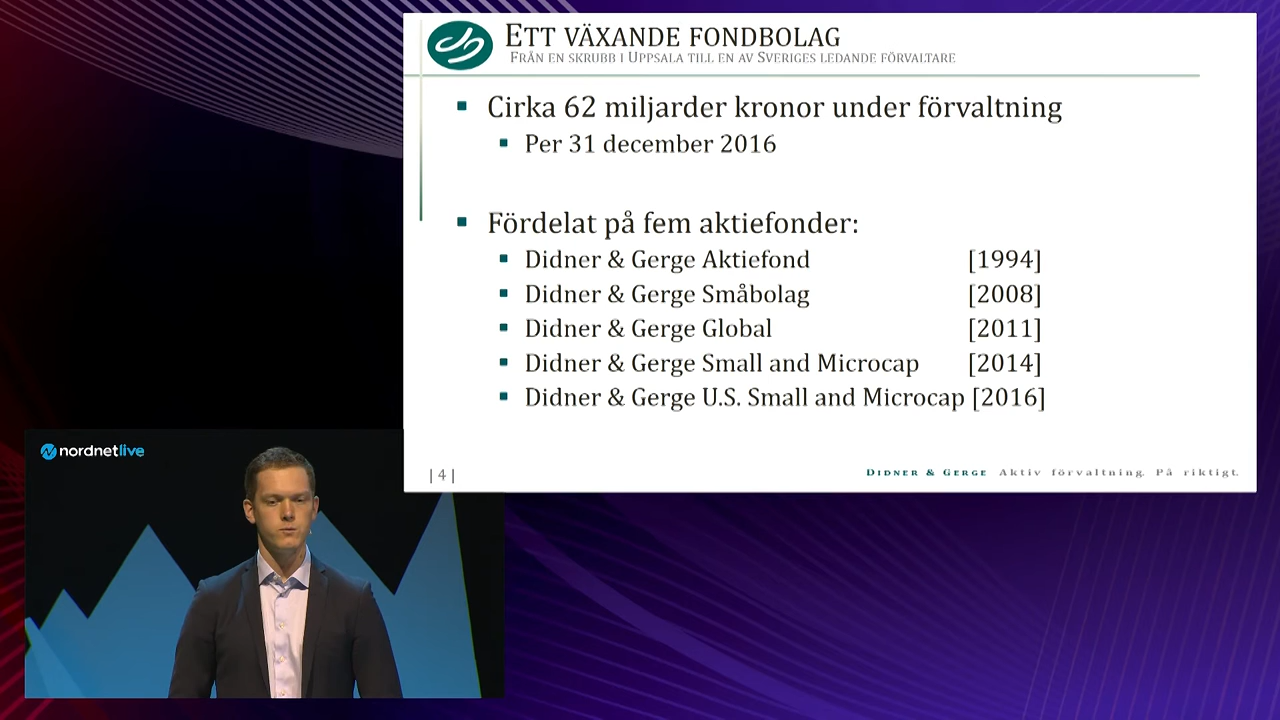 ETT VÄXANDE FONDBOLAG
FRÅN EN SKRUBB I UPPSALA TILL EN AV SVERIGES LEDANDE FÖRVALTARE
Cirka 62 miljarder kronor under förvaltning
Per 31 december 2016
Fördelat på fem aktiefonder:
Didner & Gerge Aktiefond [1994]
Didner & Gerge Småbolag [2008]
Didner & Gerge Global [2011]
Didner & Gerge Small and Microcap [2014]
Didner & Gerge U.S. Small and Microcap [2016]
| 4 |
DIDNER & GERGE Aktiv förvaltning. På riktigt.
nordnetlive